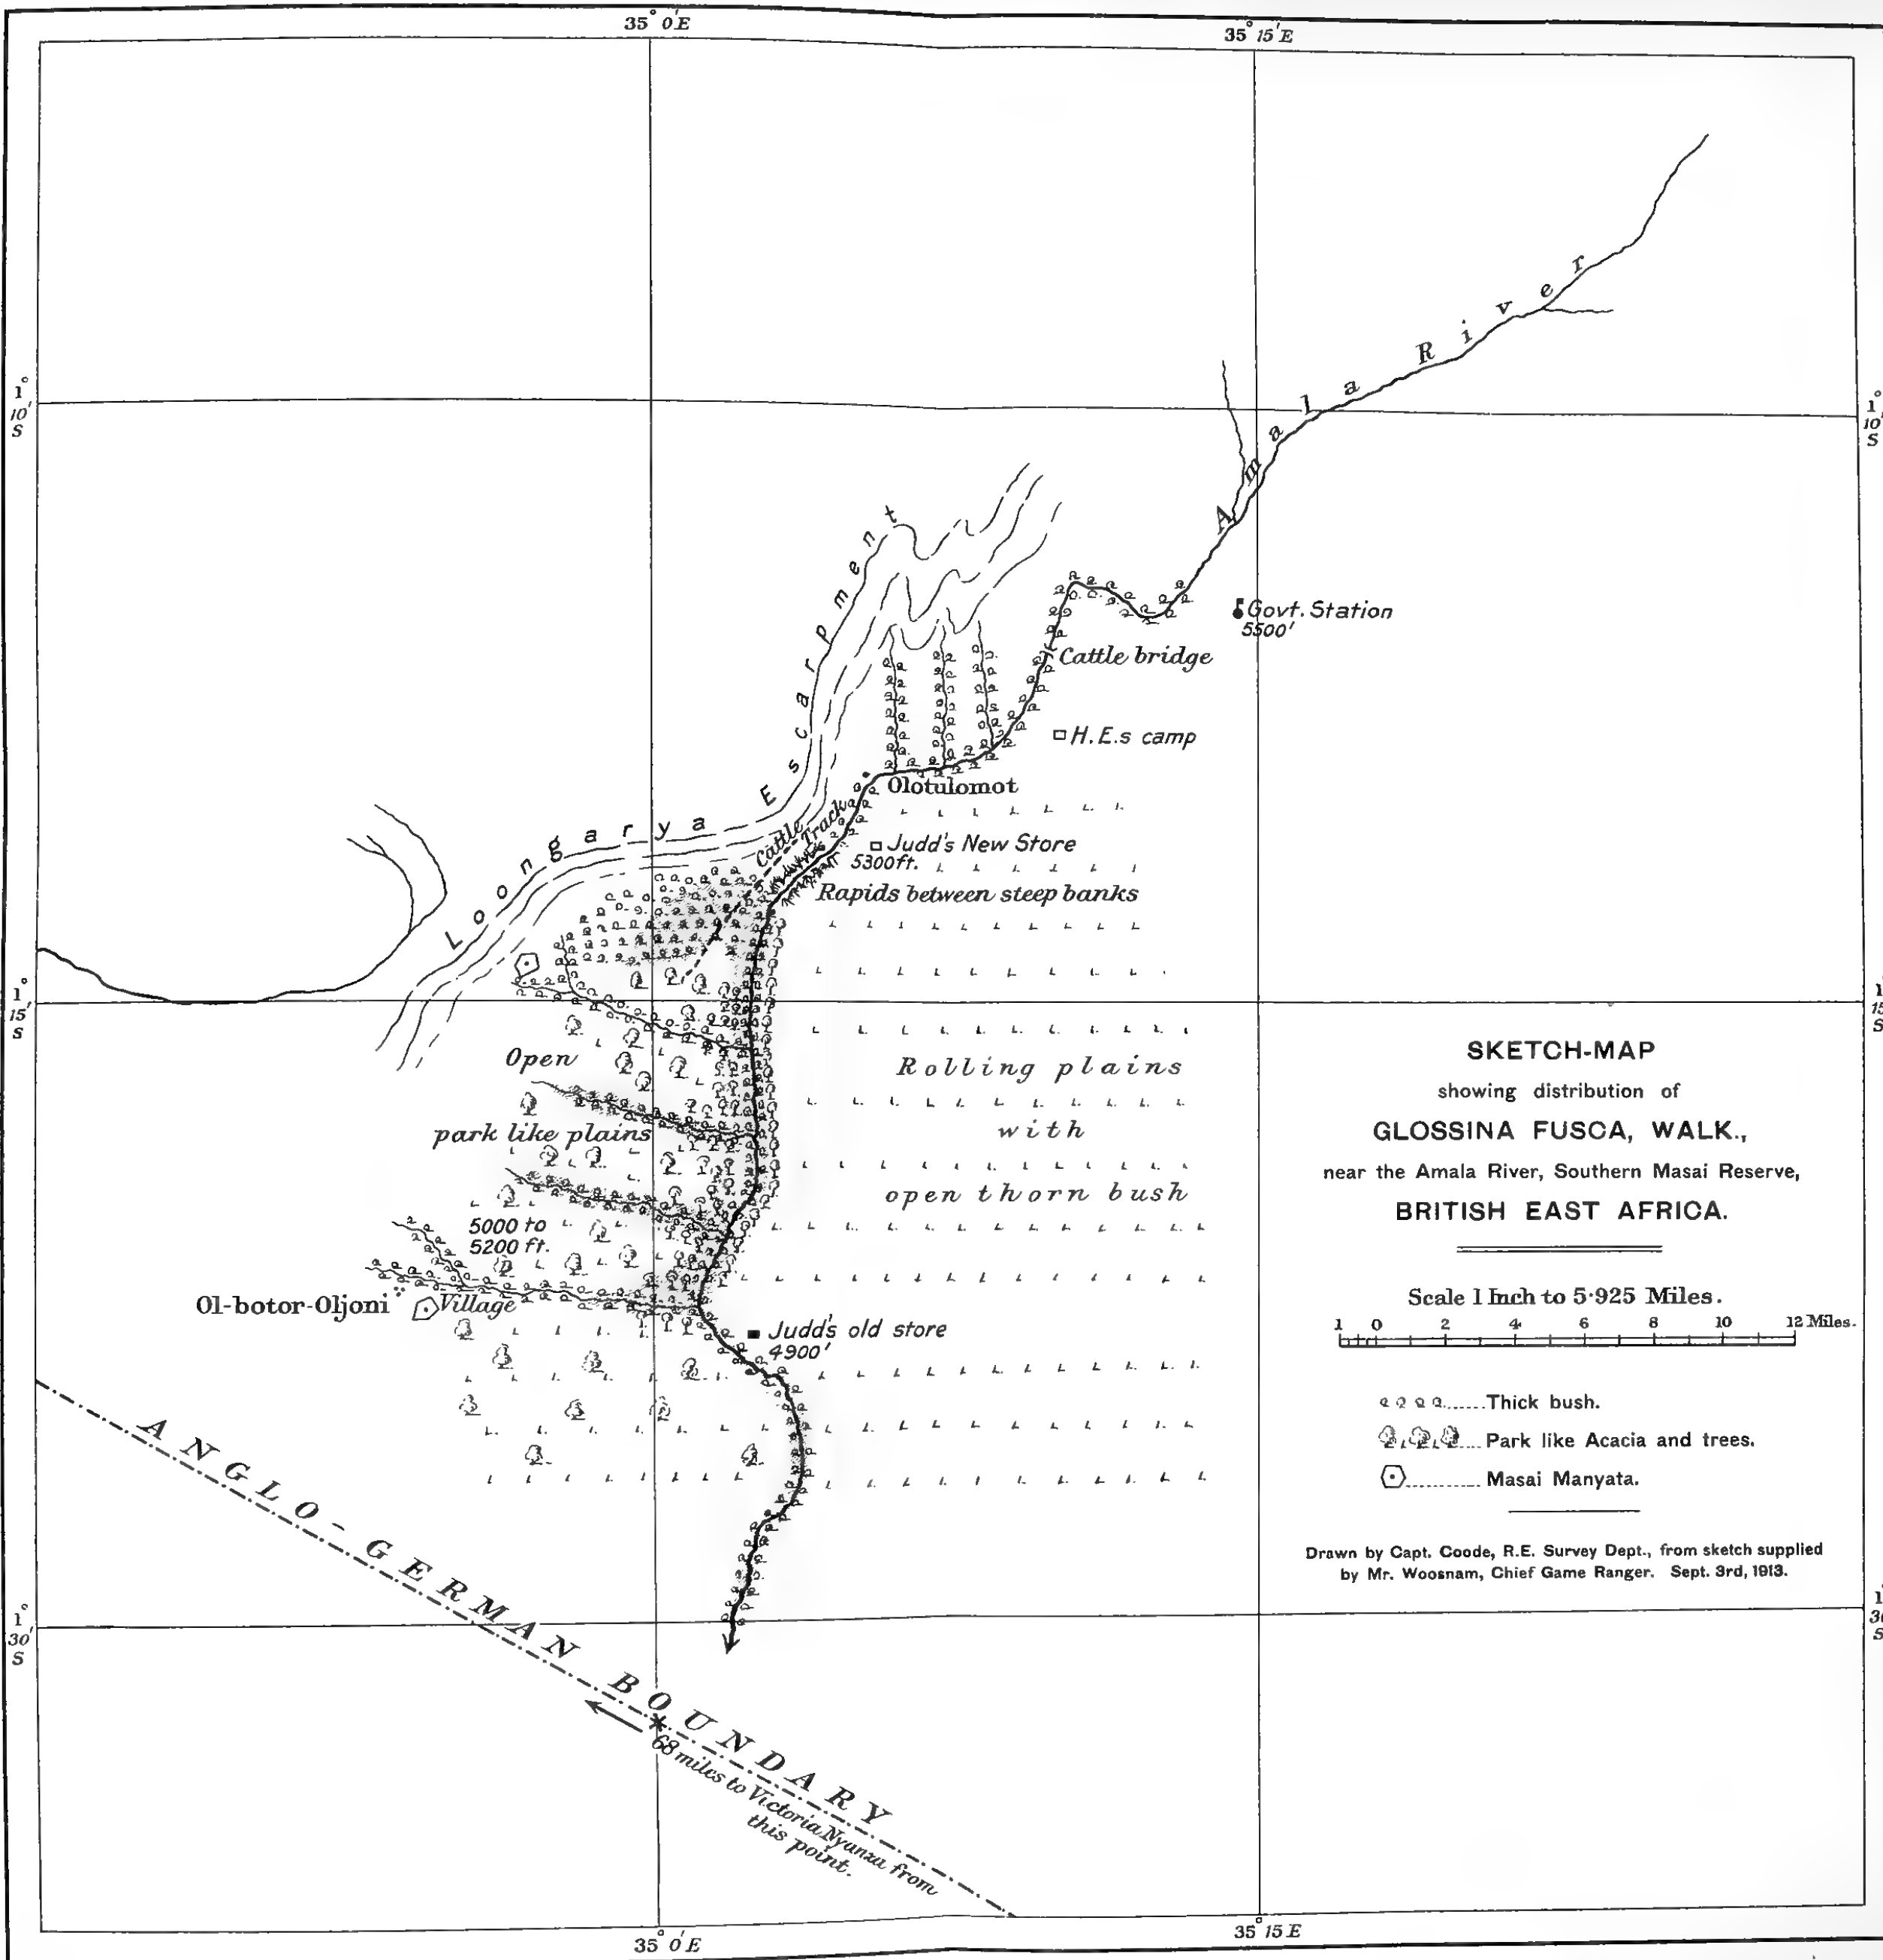 35° 0′E
35° 15′E
1° 10′ S
1° 10′ S
Amala River
Loongarya Escarpment
Govt. Station
5500'
Cattle bridge
H.E.s camp
Olotulomot
Cattle Track
Judd's New Store
5300ft.
Rapids between steep banks
1° 15′ S
Open
park like plains
Rolling plains
with
open thorn bush
5000 to
5200 ft.
Ol-botor-Oljoni
Village
Judd's old store
4900'
SKETCH-MAP
showing distribution of
GLOSSINA FUSCA, WALK.,
near the Amala River, Southern Masai Reserve,
BRITISH EAST AFRICA.
Scale 1 Inch to 5·925 Miles.
1 0 2 4 6 8 10 12 Miles.
Thick bush.
Park like Acacia and trees.
Masai Manyata.
Drawn by Capt. Coode, R.E. Survey Dept., from sketch supplied
by Mr. Woosnam, Chief Game Ranger. Sept. 3rd, 1913.
1° 30′ S
ANGLO-GERMAN BOUNDARY
68 miles to Victoria Nyanza from
this point.
35° 0′E
35° 15 E